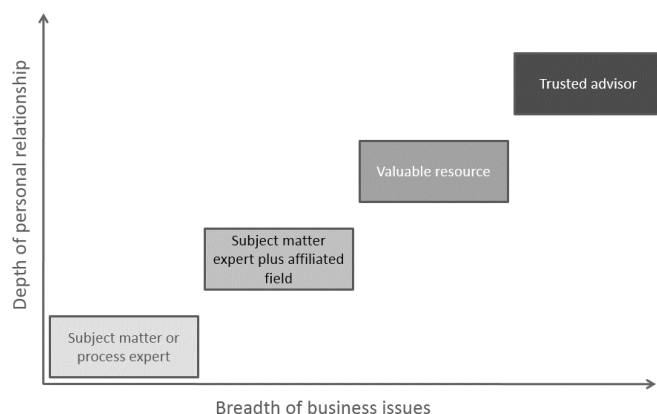 Depth of personal relationship
Trusted advisor
Valuable resource
Subject matter
expert plus affiliated
field
Subject matter or
process expert
Breadth of business issues